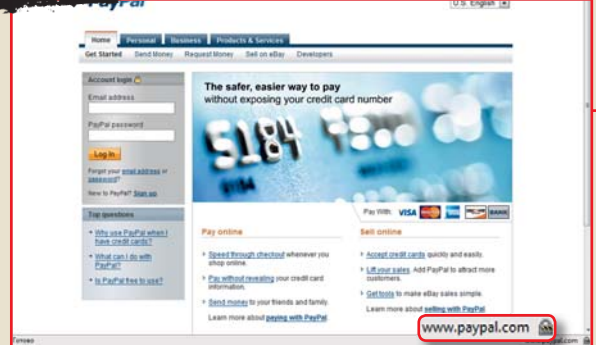 PayPal
U.S. English
Home Personal Business Products & Services
Get Started Send Money Request Money Sell on eBay Developers
Account login
Email address
PayPal password
Log In
Forgot your email address or
password?
New to PayPal? Sign up
Top questions
Why use PayPal when I
have credit cards?
What can I do with
PayPal?
Is PayPal free to use?
The safer, easier way to pay
without exposing your credit card number
5184
5184
Pay With: VISA BANK
Pay online
Speed through checkout whenever you
shop online.
Pay without revealing your credit card
information.
Send money to your friends and family.
Learn more about paying with PayPal.
Sell online
Accept credit cards quickly and easily.
Lift your sales. Add PayPal to attract more
customers.
Get tools to make eBay sales simple.
Learn more about selling with PayPal.
www.paypal.com
Готово